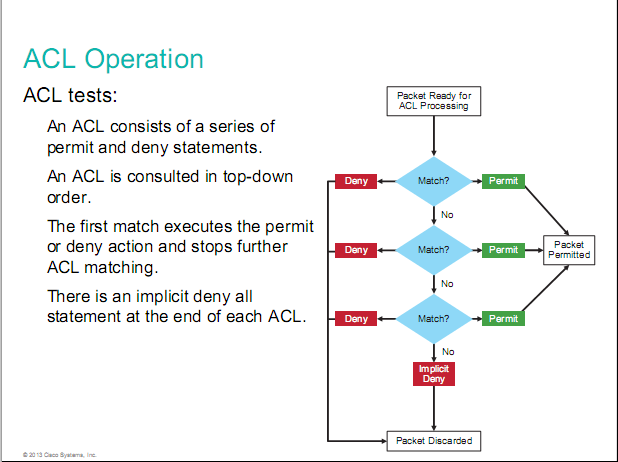 ACL Operation
ACL tests:
An ACL consists of a series of
permit and deny statements.
An ACL is consulted in top-down
order.
The first match executes the permit
or deny action and stops further
ACL matching.
There is an implicit deny all
statement at the end of each ACL.
Packet Ready for
ACL Processing
Deny
Match?
Permit
No
Deny
Match?
Permit
Packet
Permitted
No
Deny
Match?
Permit
No
Implicit
Deny
Packet Discarded
© 2013 Cisco Systems, Inc.